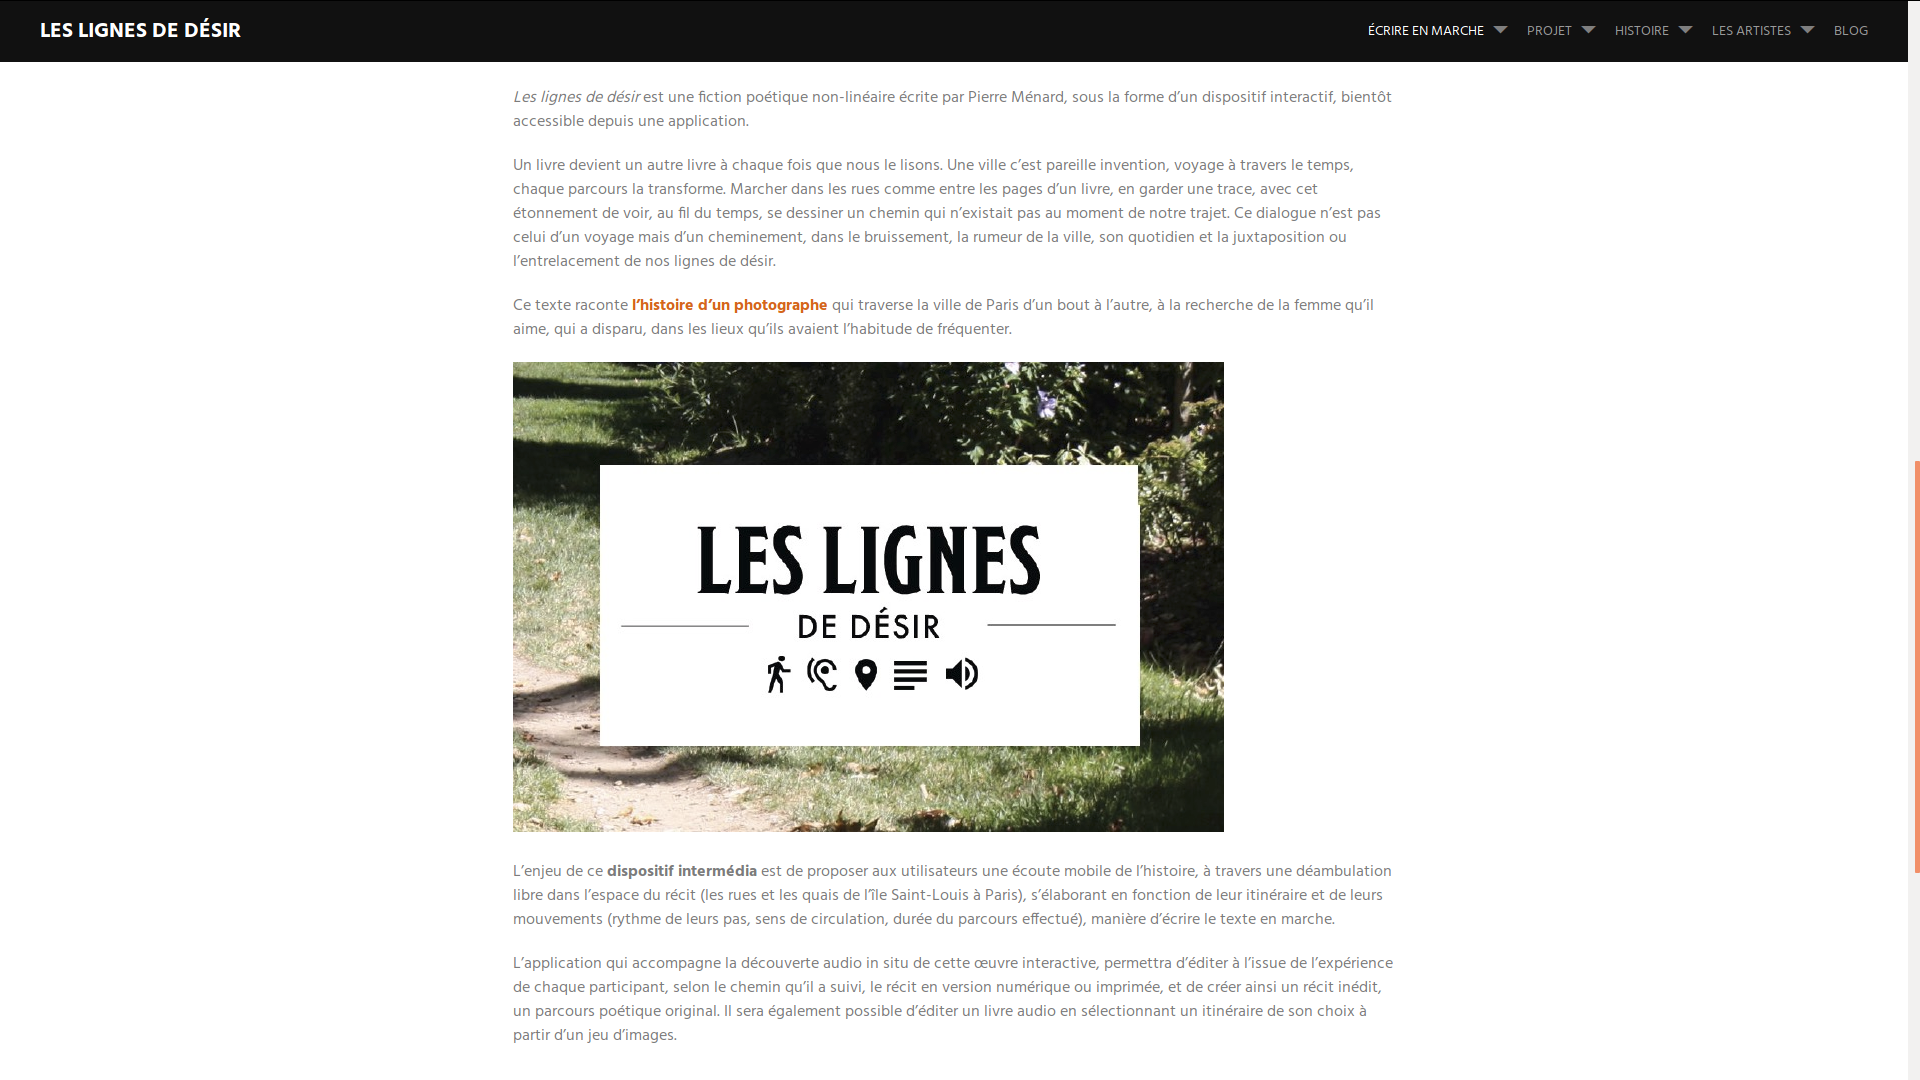 LES LIGNES DE DÉSIR
ÉCRIRE EN MARCHE PROJET HISTOIRE LES ARTISTES BLOG
Les lignes de désir est une fiction poétique non-linéaire écrite par Pierre Ménard, sous la forme d’un dispositif interactif, bientôt
accessible depuis une application.
Un livre devient un autre livre à chaque fois que nous le lisons. Une ville c’est pareille invention, voyage à travers le temps,
chaque parcours la transforme. Marcher dans les rues comme entre les pages d’un livre, en garder une trace, avec cet
étonnement de voir, au fil du temps, se dessiner un chemin qui n’existait pas au moment de notre trajet. Ce dialogue n’est pas
celui d’un voyage mais d’un cheminement, dans le bruissement, la rumeur de la ville, son quotidien et la juxtaposition ou
l’entrelacement de nos lignes de désir.
Ce texte raconte l’histoire d’un photographe qui traverse la ville de Paris d’un bout à l’autre, à la recherche de la femme qu’il
aime, qui a disparu, dans les lieux qu’ils avaient l’habitude de fréquenter.
LES LIGNES
DE DÉSIR
L’enjeu de ce dispositif intermédia est de proposer aux utilisateurs une écoute mobile de l’histoire, à travers une déambulation
libre dans l’espace du récit (les rues et les quais de l’île Saint-Louis à Paris), s’élaborant en fonction de leur itinéraire et de leurs
mouvements (rythme de leurs pas, sens de circulation, durée du parcours effectué), manière d’écrire le texte en marche.
L’application qui accompagne la découverte audio in situ de cette œuvre interactive, permettra d’éditer à l’issue de l’expérience
de chaque participant, selon le chemin qu’il a suivi, le récit en version numérique ou imprimée, et de créer ainsi un récit inédit,
un parcours poétique original. Il sera également possible d’éditer un livre audio en sélectionnant un itinéraire de son choix à
partir d’un jeu d’images.